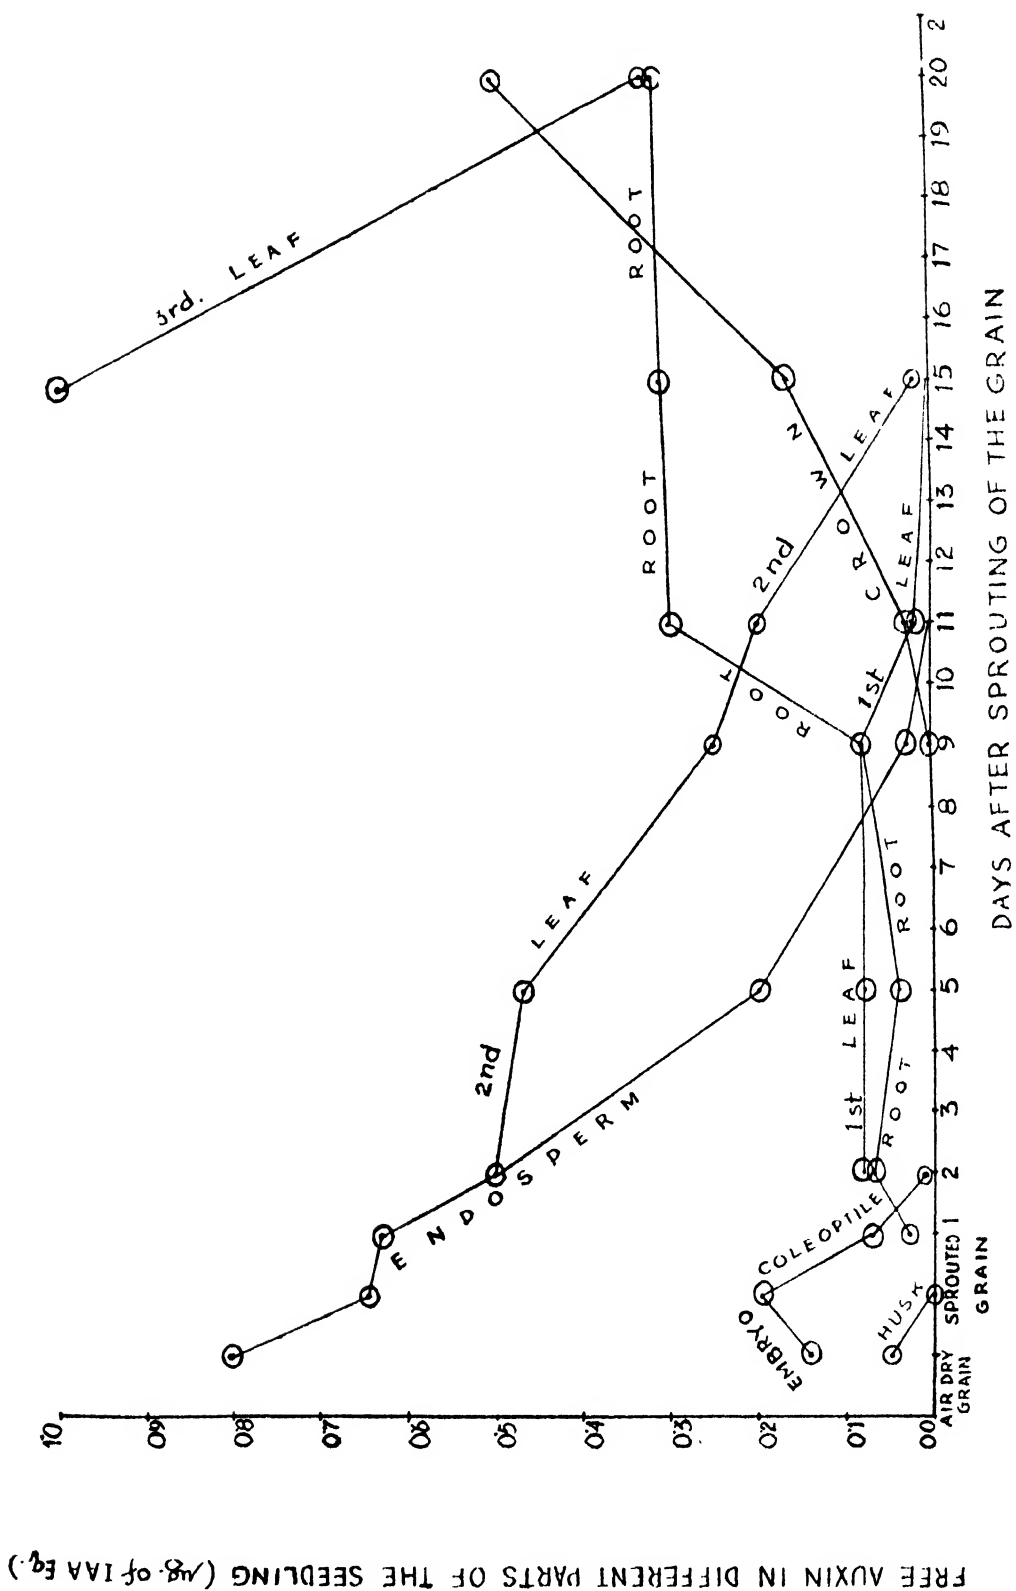 FREE AUXIN IN DIFFERENT PARTS OF THE SEEDLING (µg. of IAA Eq.)
1.0
0.9
0.8
0.7
0.6
0.5
0.4
0.3
0.2
0.1
0.0
3rd. LEAF
ROOT
ROOT
ROOT
ROOT
ROOT
2nd LEAF
2nd LEAF
ENDOSPERM
1st LEAF
1st LEAF
CROWN
COLEOPTILE
EMBRYO
HUSK
AIR DRY GRAIN
SPROUTED GRAIN
1 2 3 4 5 6 7 8 9 10 11 12 13 14 15 16 17 18 19 20 2
DAYS AFTER SPROUTING OF THE GRAIN